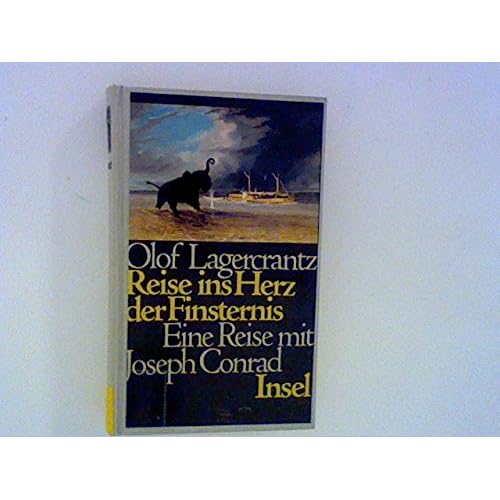 Olof Lagercrantz
Reise ins Herz
der Finsternis
Eine Reise mit
Joseph Conrad
Insel